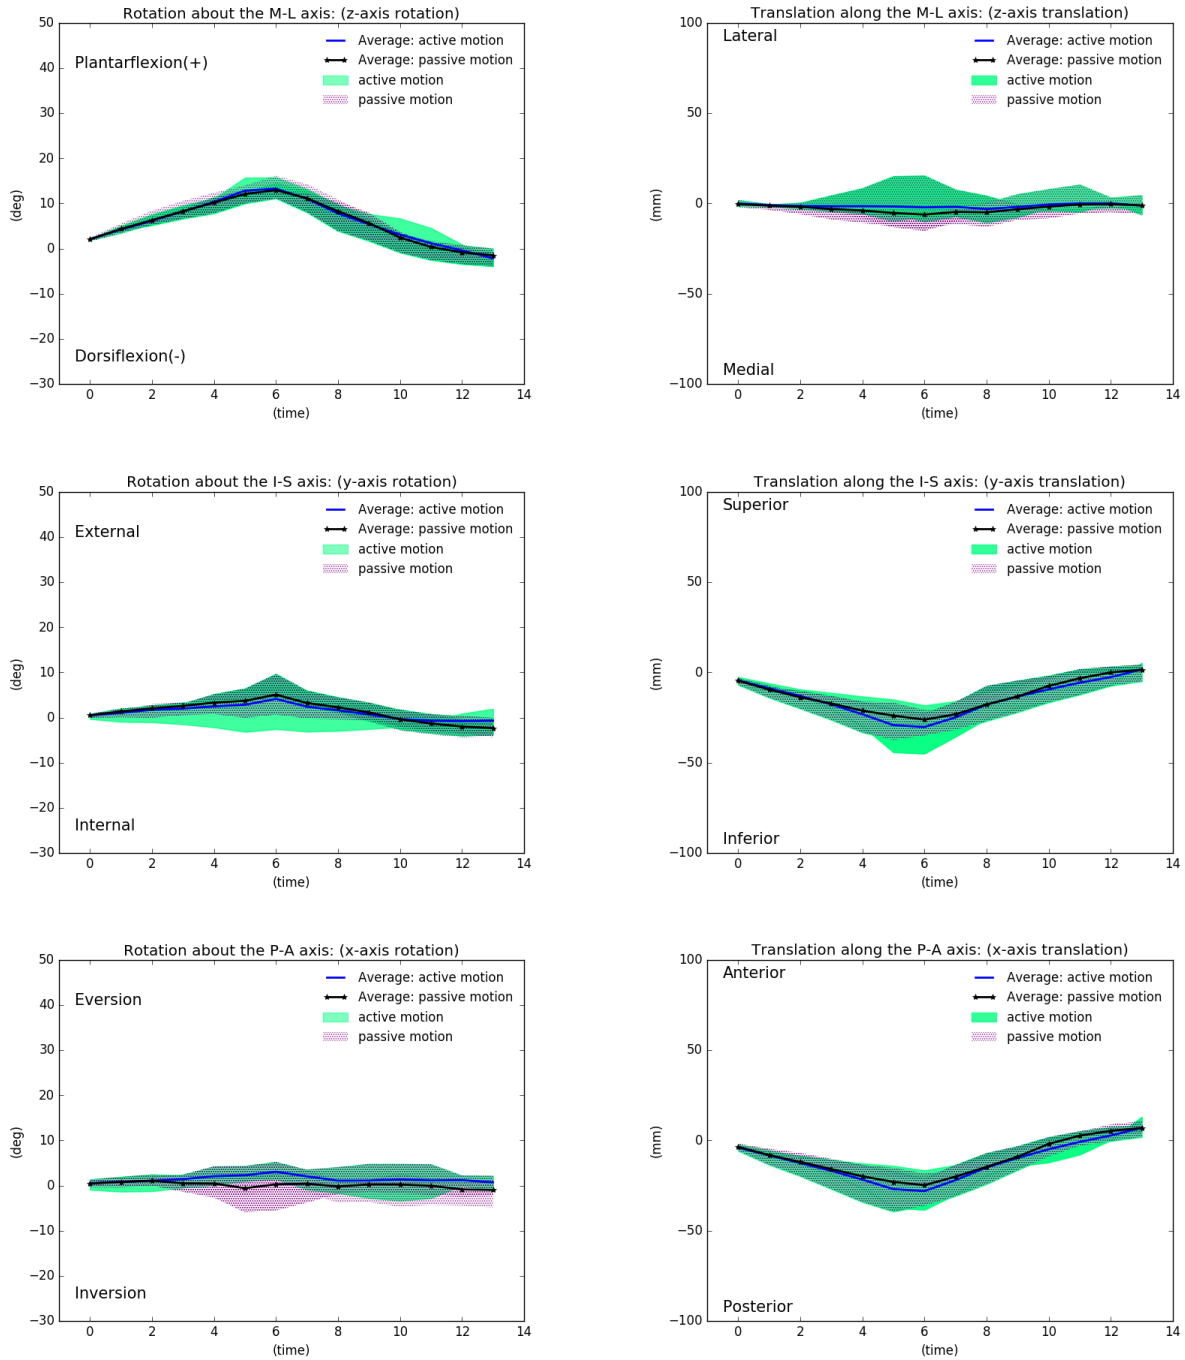 Rotation about the M-L axis: (z-axis rotation)
50
40
30
20
10
0
−10
−20
−30
(deg)
Plantarflexion(+)
Dorsiflexion(-)
Average: active motion
Average: passive motion
active motion
passive motion
0 2 4 6 8 10 12 14
(time)
Translation along the M-L axis: (z-axis translation)
100
50
0
−50
−100
(mm)
Lateral
Medial
Average: active motion
Average: passive motion
active motion
passive motion
0 2 4 6 8 10 12 14
(time)
Rotation about the I-S axis: (y-axis rotation)
50
40
30
20
10
0
−10
−20
−30
(deg)
External
Internal
Average: active motion
Average: passive motion
active motion
passive motion
0 2 4 6 8 10 12 14
(time)
Translation along the I-S axis: (y-axis translation)
100
50
0
−50
−100
(mm)
Superior
Inferior
Average: active motion
Average: passive motion
active motion
passive motion
0 2 4 6 8 10 12 14
(time)
Rotation about the P-A axis: (x-axis rotation)
50
40
30
20
10
0
−10
−20
−30
(deg)
Eversion
Inversion
Average: active motion
Average: passive motion
active motion
passive motion
0 2 4 6 8 10 12 14
(time)
Translation along the P-A axis: (x-axis translation)
100
50
0
−50
−100
(mm)
Anterior
Posterior
Average: active motion
Average: passive motion
active motion
passive motion
0 2 4 6 8 10 12 14
(time)